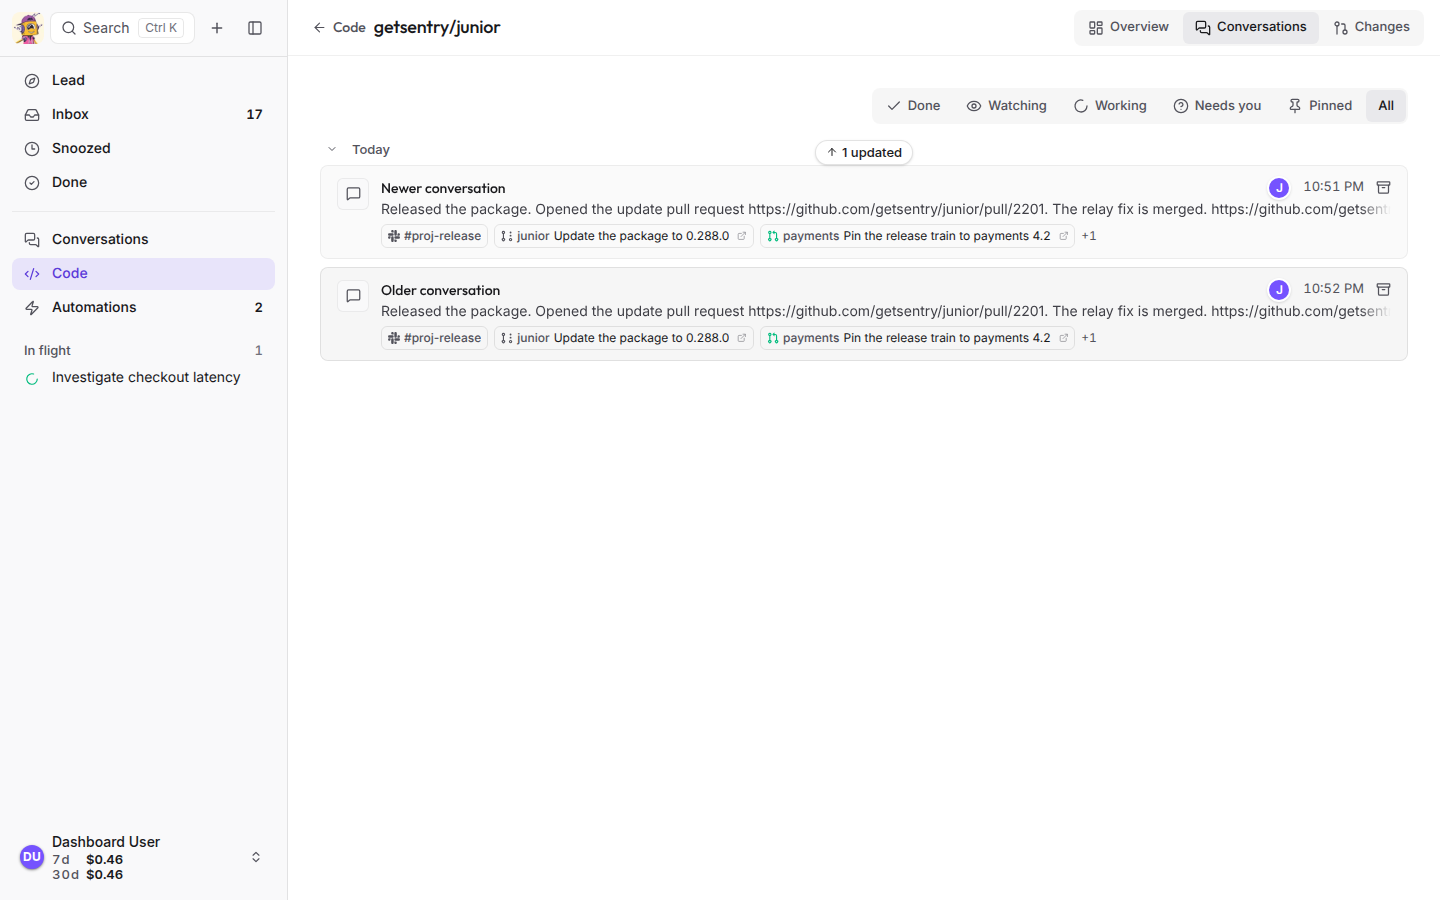 Search Ctrl K
Lead
Inbox 17
Snoozed
Done
Conversations
Code
Automations 2
In flight 1
Investigate checkout latency
Dashboard User
DU
7d $0.46
30d $0.46
Code getsentry/junior
Overview Conversations Changes
Done Watching Working Needs you Pinned All
Today
1 updated
Newer conversation J 10:51 PM
Released the package. Opened the update pull request https://github.com/getsentry/junior/pull/2201. The relay fix is merged. https://github.com/getsent
#proj-release junior Update the package to 0.288.0 payments Pin the release train to payments 4.2 +1
Older conversation J 10:52 PM
Released the package. Opened the update pull request https://github.com/getsentry/junior/pull/2201. The relay fix is merged. https://github.com/getsent
#proj-release junior Update the package to 0.288.0 payments Pin the release train to payments 4.2 +1